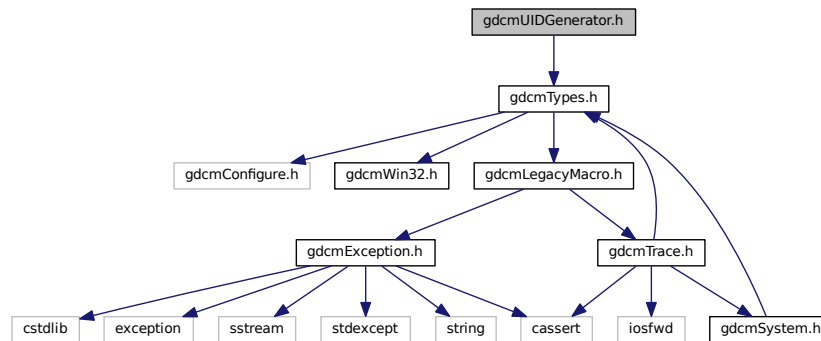 gdcmUIDGenerator.h
gdcmTypes.h
gdcmConfigure.h
gdcmWin32.h
gdcmLegacyMacro.h
gdcmException.h
gdcmTrace.h
cstdlib
exception
sstream
stdexcept
string
cassert
iosfwd
gdcmSystem.h